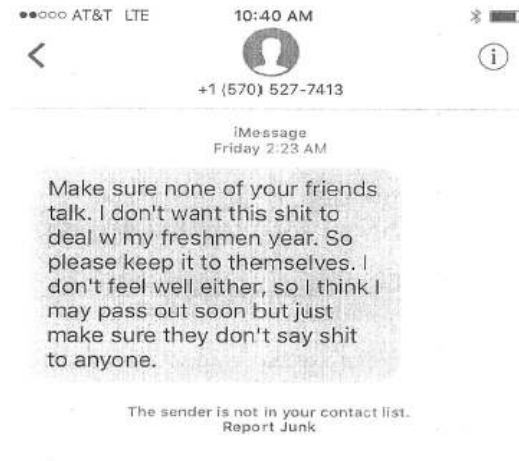 AT&T LTE 10:40 AM
+1 (570) 527-7413
iMessage
Friday 2:23 AM
Make sure none of your friends
talk. I don't want this shit to
deal w my freshmen year. So
please keep it to themselves. I
don't feel well either, so I think I
may pass out soon but just
make sure they don't say shit
to anyone.
The sender is not in your contact list.
Report Junk